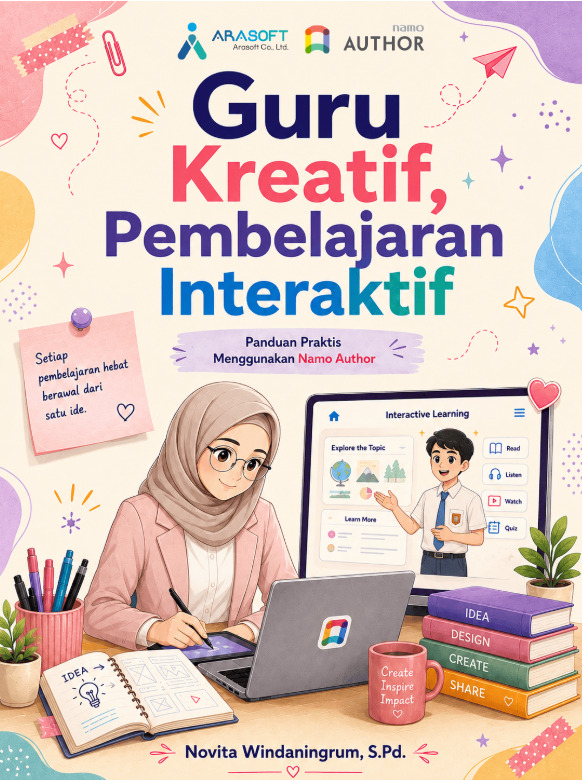 ARASOFT
Arasoft Co., Ltd.
namo
AUTHOR
Guru
Kreatif,
Pembelajaran
Interaktif
Panduan Praktis
Menggunakan Namo Author
Setiap
pembelajaran hebat
berawal dari
satu ide.
Interactive Learning
Explore the Topic
Learn More
Read
Listen
Watch
Quiz
IDEA
IDEA
DESIGN
CREATE
SHARE
Create
Inspire
Impact
Novita Windaningrum, S.Pd.